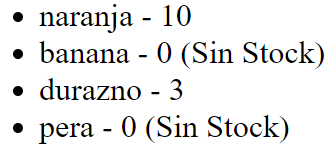 • naranja - 10
• banana - 0 (Sin Stock)
• durazno - 3
• pera - 0 (Sin Stock)